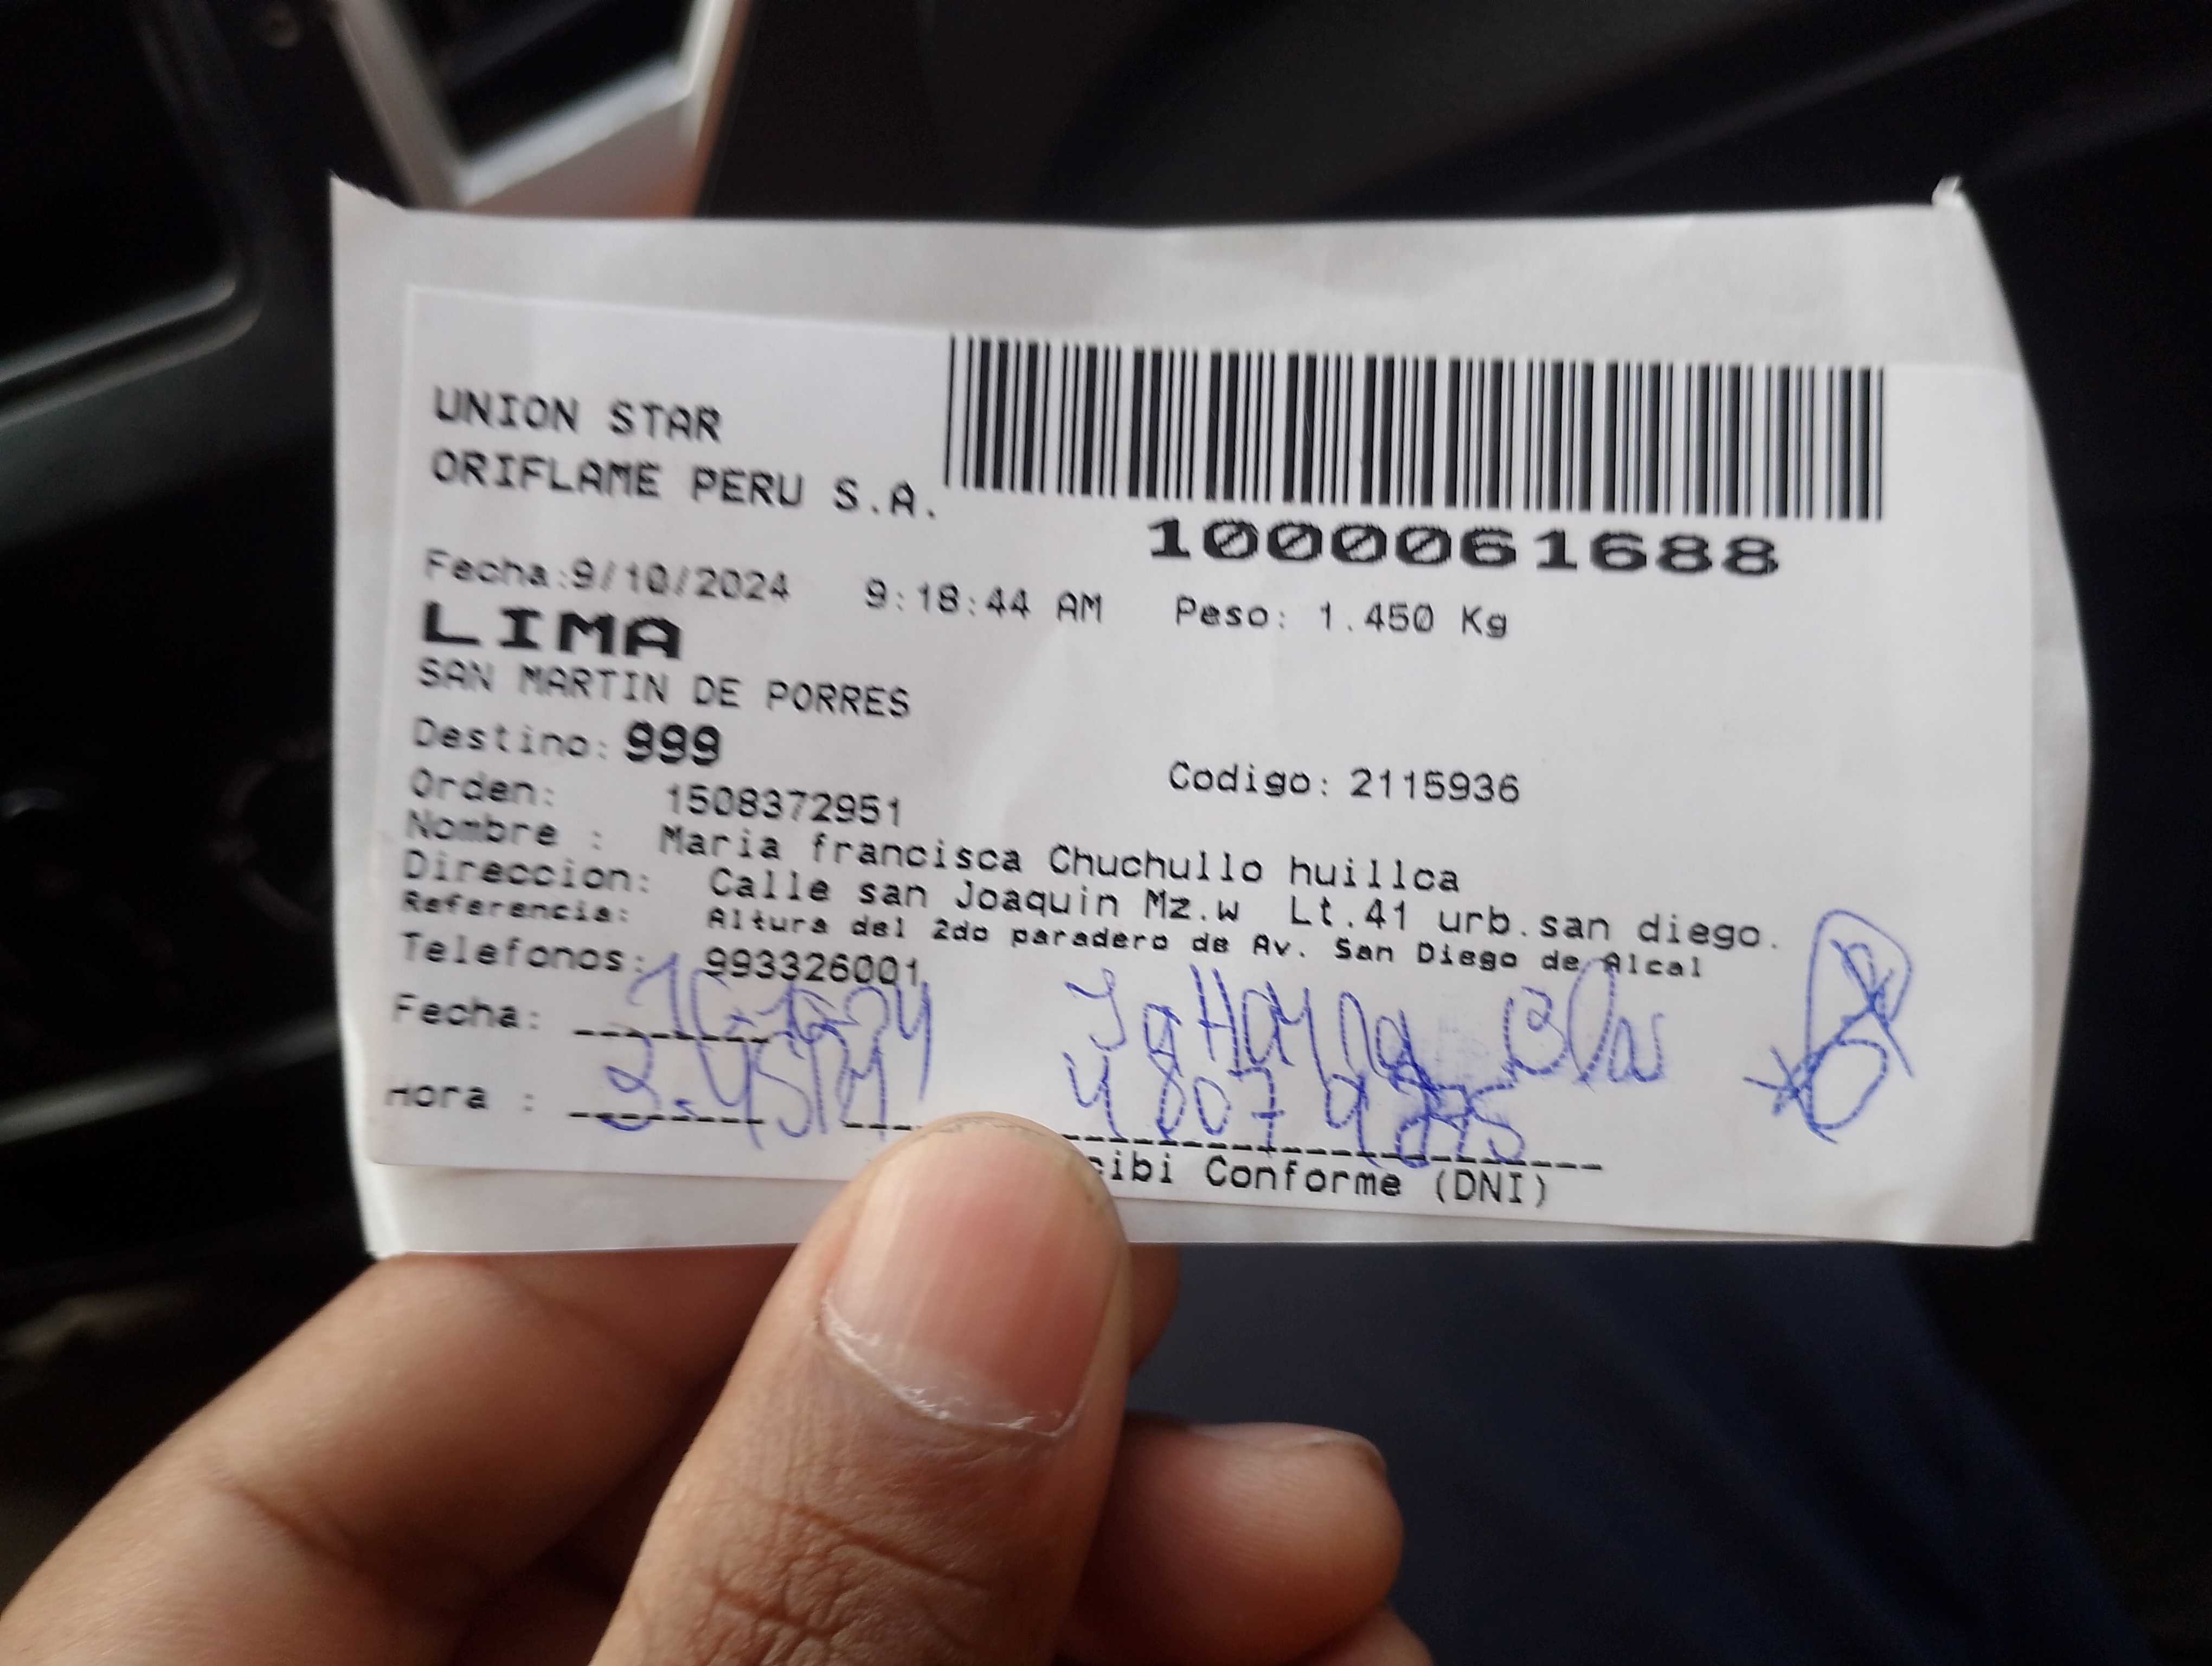 UNION STAR
ORIFLAME PERU S.A.
1000061688
Fecha:9/10/2024 9:18:44 AM Peso: 1.450 Kg
LIMA
SAN MARTIN DE PORRES
Destino: 999
Codigo: 2115936
Orden: 1508372951
Nombre : Maria francisca Chuchullo huillca
Direccion: Calle san Joaquin Mz.w Lt.41 urb.san diego.
Referencia: Altura del 2do paradero de Av. San Diego de Alcal
Telefonos: 993326001
Fecha:
Hora :
cibi Conforme (DNI)